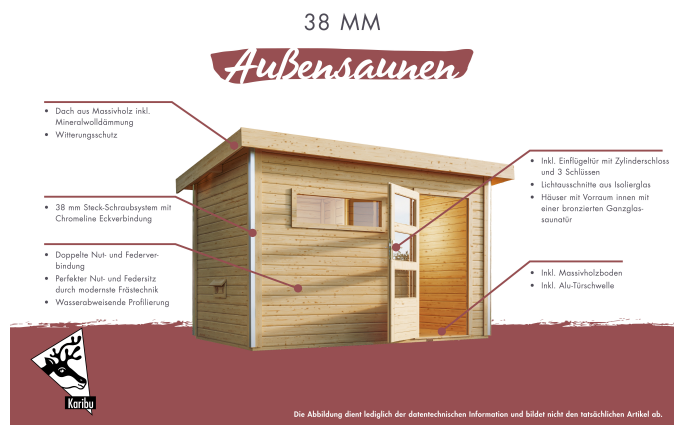 38 MM
Außensaunen
• Dach aus Massivholz inkl.
Mineralwolldämmung
• Witterungsschutz
• 38 mm Steck-Schraubsystem mit
Chromeline Eckverbindung
• Doppelte Nut- und Federver-
bindung
• Perfekter Nut- und Federsitz
durch modernste Frästechnik
• Wasserabweisende Profilierung
• Inkl. Einflügeltür mit Zylinderschloss
und 3 Schlüssen
• Lichtausschnitte aus Isolierglas
• Häuser mit Vorraum innen mit
einer bronzierten Ganzglas-
saunatür
• Inkl. Massivholzboden
• Inkl. Alu-Türschwelle
Karibu
Die Abbildung dient lediglich der datentechnischen Information und bildet nicht den tatsächlichen Artikel ab.